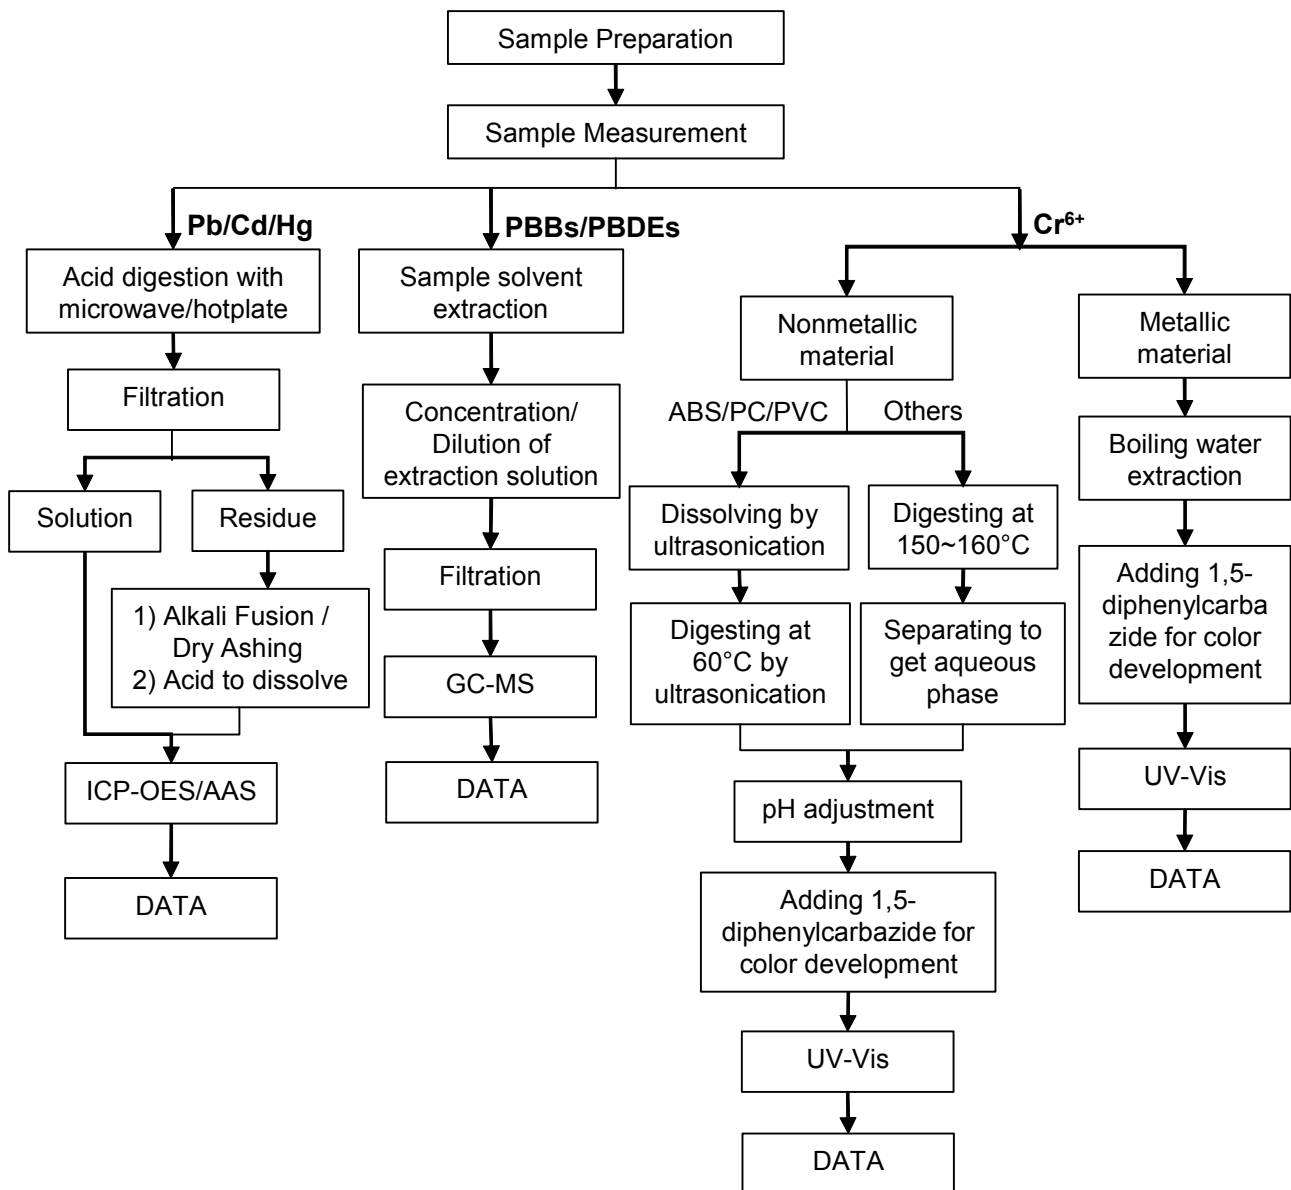 Sample Preparation
Sample Measurement
Pb/Cd/Hg
Acid digestion with
microwave/hotplate
Filtration
Solution
Residue
1) Alkali Fusion /
Dry Ashing
2) Acid to dissolve
ICP-OES/AAS
DATA
PBBs/PBDEs
Sample solvent
extraction
Concentration/
Dilution of
extraction solution
Filtration
GC-MS
DATA
Cr⁶⁺
Nonmetallic
material
ABS/PC/PVC
Others
Dissolving by
ultrasonication
Digesting at
60°C by
ultrasonication
Digesting at
150~160°C
Separating to
get aqueous
phase
pH adjustment
Adding 1,5-
diphenylcarbazide for
color development
UV-Vis
DATA
Metallic
material
Boiling water
extraction
Adding 1,5-
diphenylcarba
zide for color
development
UV-Vis
DATA